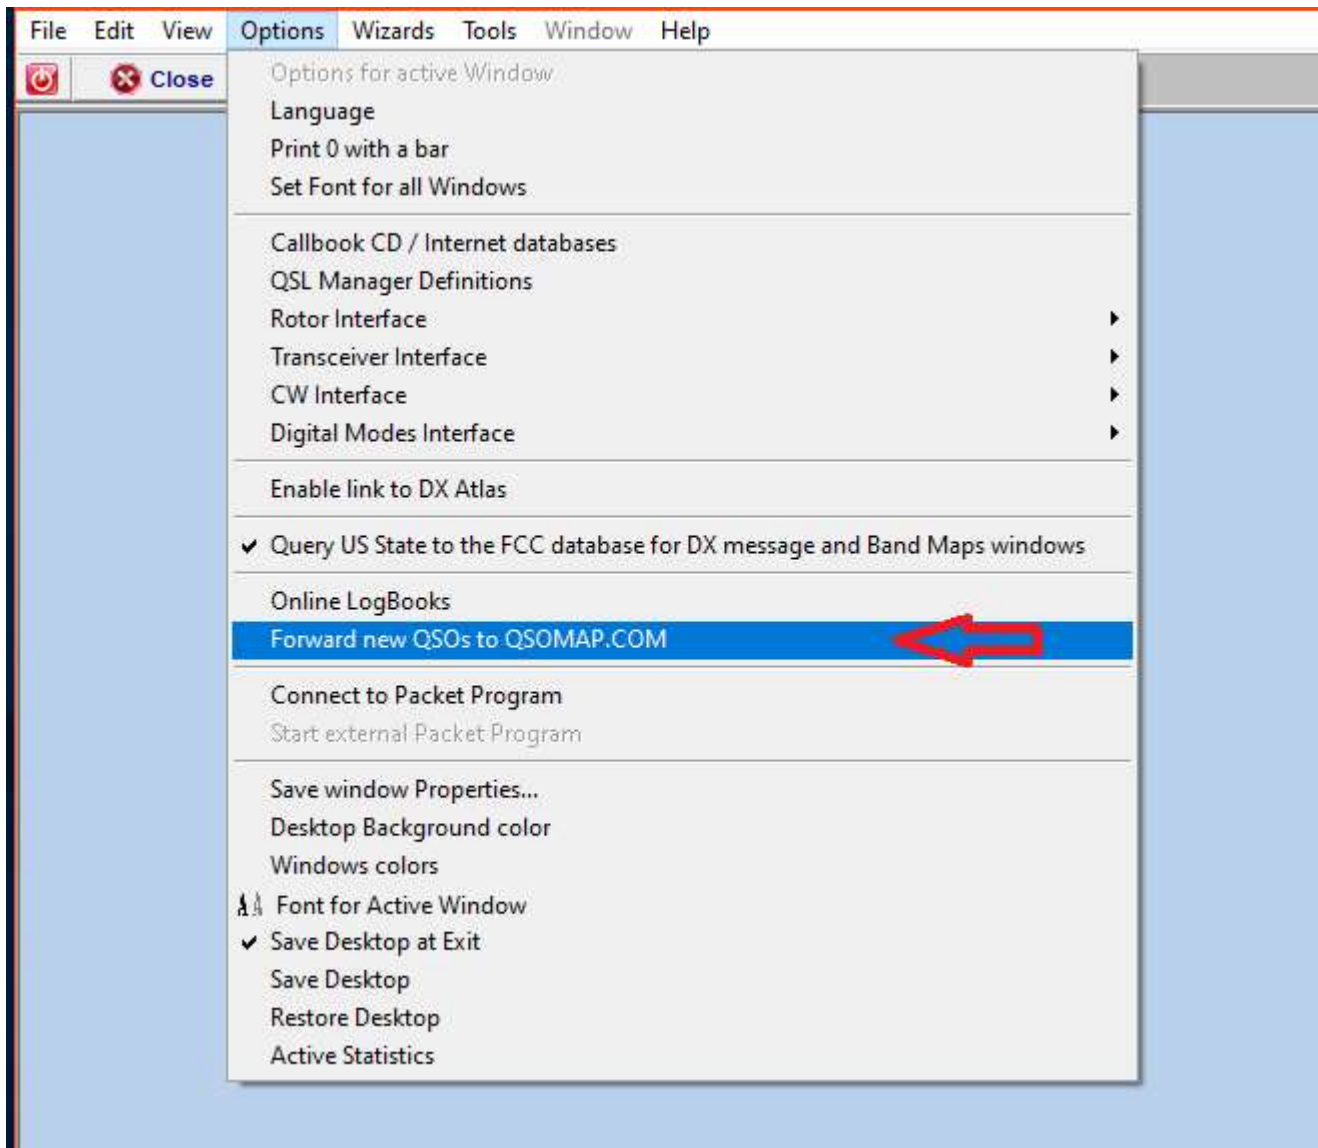 File Edit View Options Wizards Tools Window Help
Close
Options for active Window
Language
Print 0 with a bar
Set Font for all Windows
Callbook CD / Internet databases
QSL Manager Definitions
Rotor Interface
Transceiver Interface
CW Interface
Digital Modes Interface
Enable link to DX Atlas
Query US State to the FCC database for DX message and Band Maps windows
Online LogBooks
Forward new QSOs to QSOMAP.COM
Connect to Packet Program
Start external Packet Program
Save window Properties...
Desktop Background color
Windows colors
Font for Active Window
Save Desktop at Exit
Save Desktop
Restore Desktop
Active Statistics